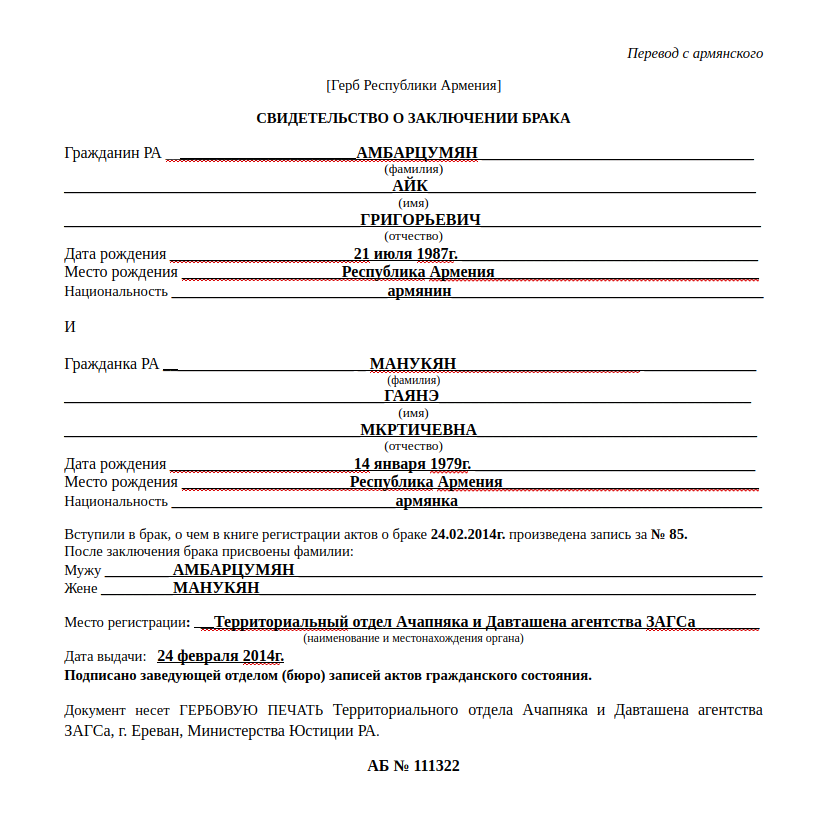 Перевод с армянского
[Герб Республики Армения]
СВИДЕТЕЛЬСТВО О ЗАКЛЮЧЕНИИ БРАКА
Гражданин РА АМБАРЦУМЯН
(фамилия)
АЙК
(имя)
ГРИГОРЬЕВИЧ
(отчество)
Дата рождения 21 июля 1987г.
Место рождения Республика Армения
Национальность армянин
И
Гражданка РА МАНУКЯН
(фамилия)
ГАЯНЭ
(имя)
МКРТИЧЕВНА
(отчество)
Дата рождения 14 января 1979г.
Место рождения Республика Армения
Национальность армянка
Вступили в брак, о чем в книге регистрации актов о браке 24.02.2014г. произведена запись за № 85.
После заключения брака присвоены фамилии:
Мужу АМБАРЦУМЯН
Жене МАНУКЯН
Место регистрации: Территориальный отдел Ачапняка и Давташена агентства ЗАГСа
(наименование и местонахождения органа)
Дата выдачи: 24 февраля 2014г.
Подписано заведующей отделом (бюро) записей актов гражданского состояния.
Документ несет ГЕРБОВУЮ ПЕЧАТЬ Территориального отдела Ачапняка и Давташена агентства
ЗАГСа, г. Ереван, Министерства Юстиции РА.
АБ № 111322